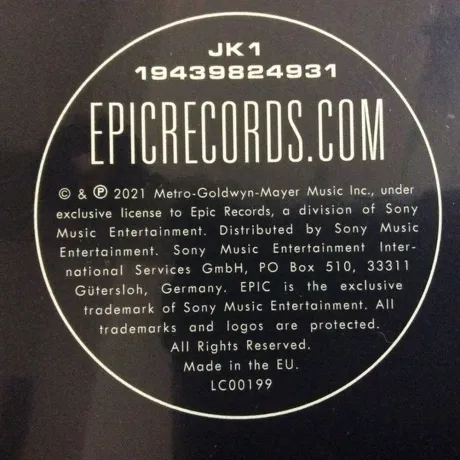 JK1
19439824931
EPICRECORDS.COM
© & ℗ 2021 Metro-Goldwyn-Mayer Music Inc., under
exclusive license to Epic Records, a division of Sony
Music Entertainment. Distributed by Sony Music
Entertainment. Sony Music Entertainment Inter-
national Services GmbH, PO Box 510, 33311
Gütersloh, Germany. EPIC is the exclusive
trademark of Sony Music Entertainment. All
trademarks and logos are protected.
All Rights Reserved.
Made in the EU.
LC00199